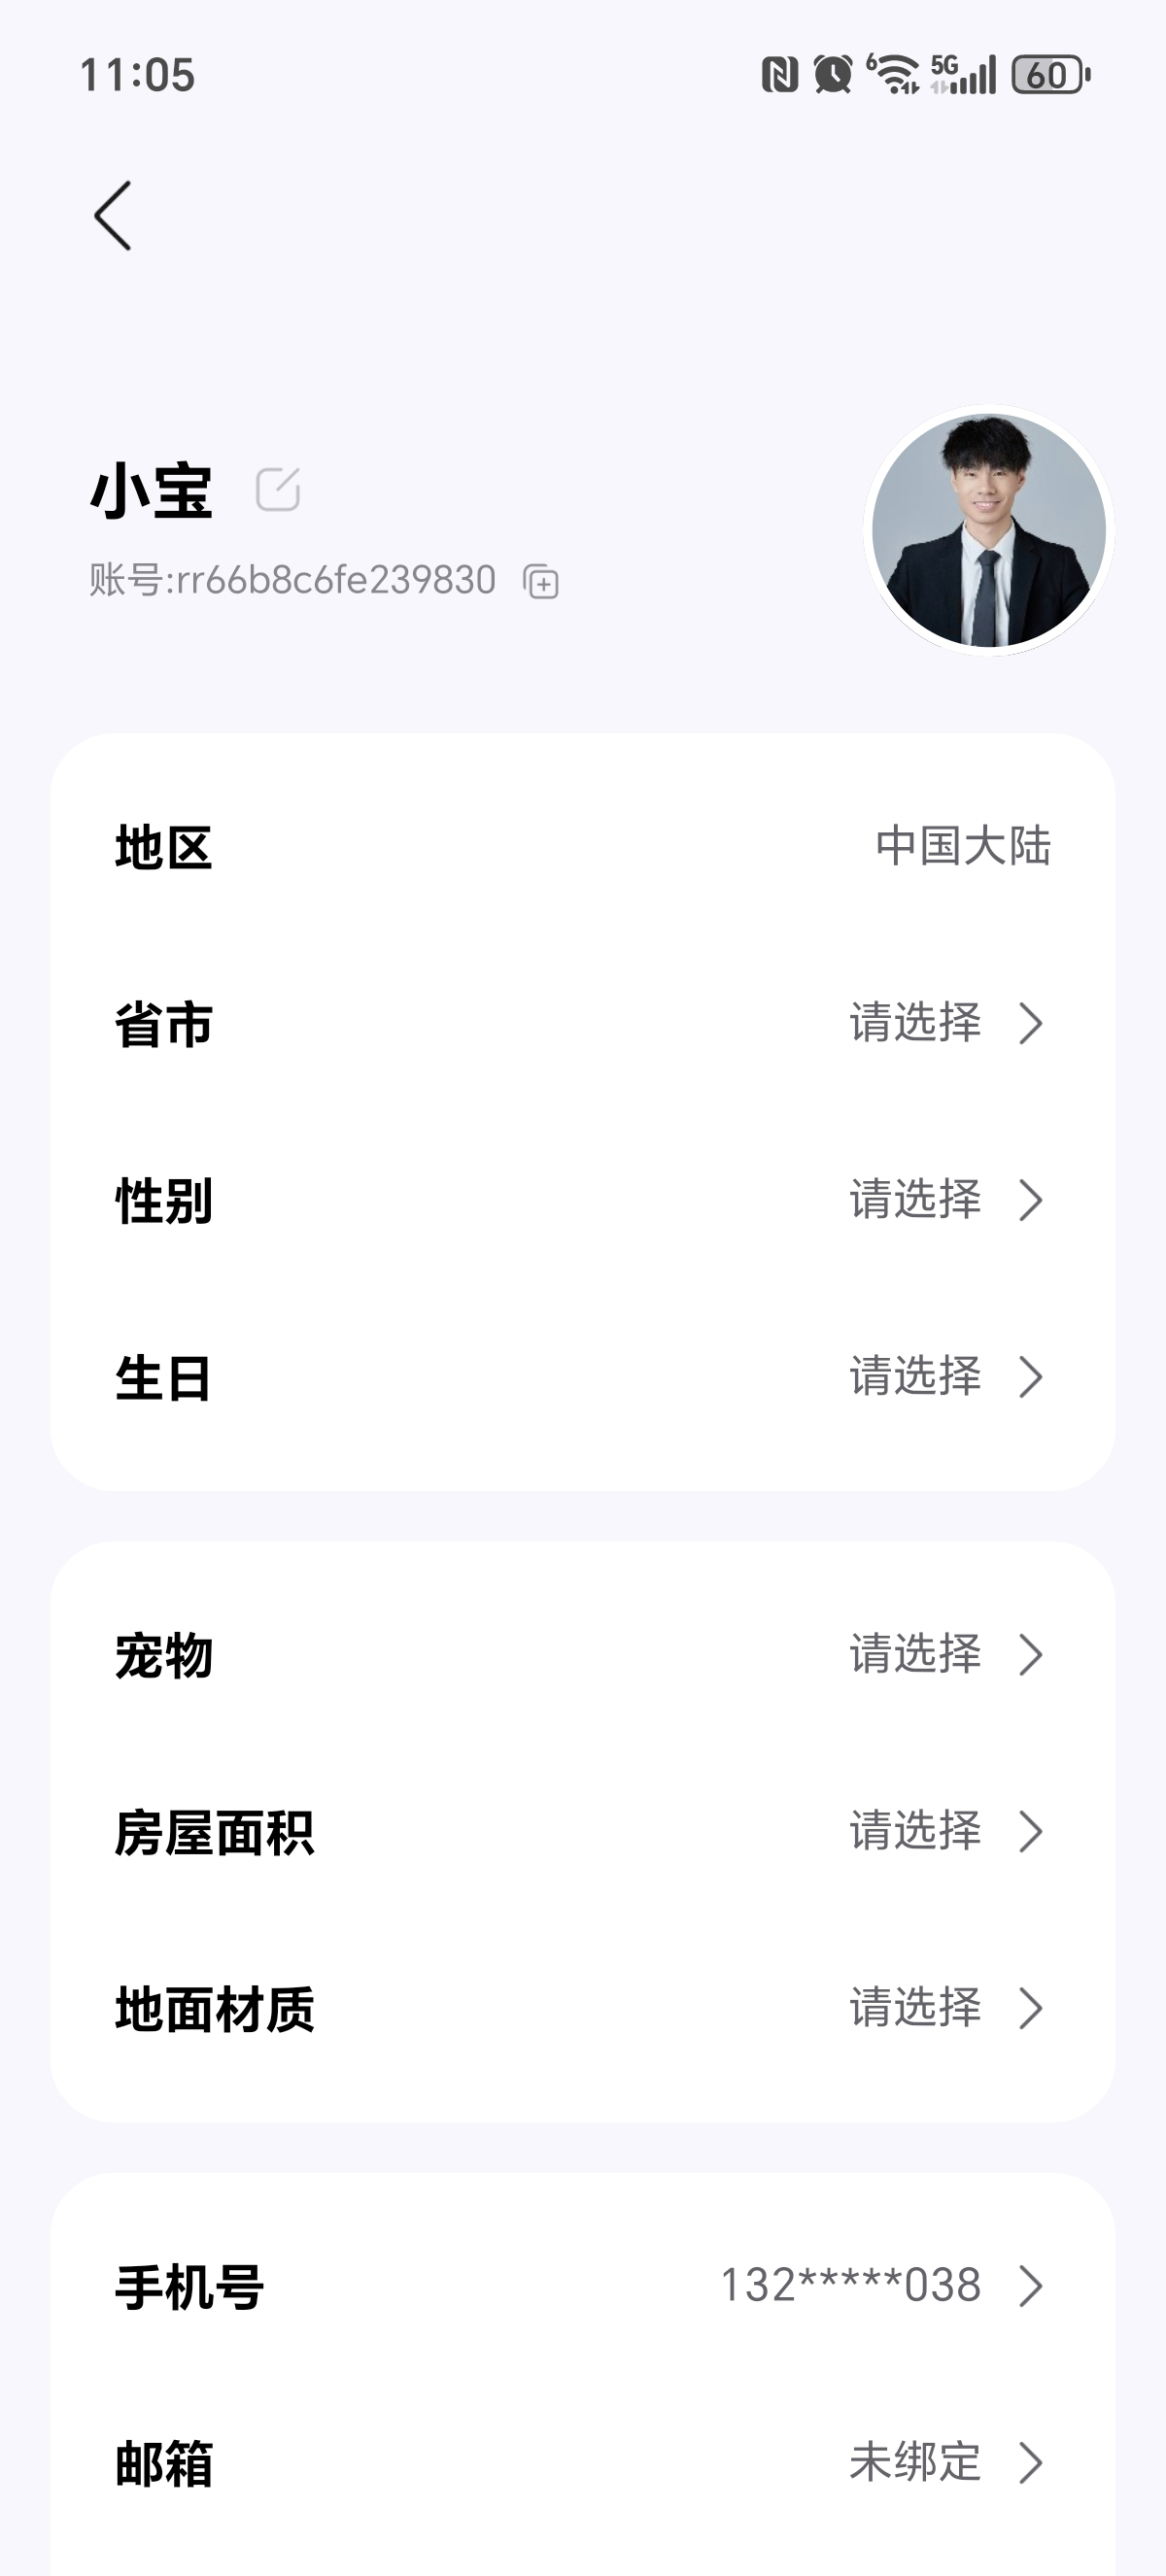 11:05
6 5G 60
小宝
账号:rr66b8c6fe239830
地区 中国大陆
省市 请选择
性别 请选择
生日 请选择
宠物 请选择
房屋面积 请选择
地面材质 请选择
手机号 132*****038
邮箱 未绑定